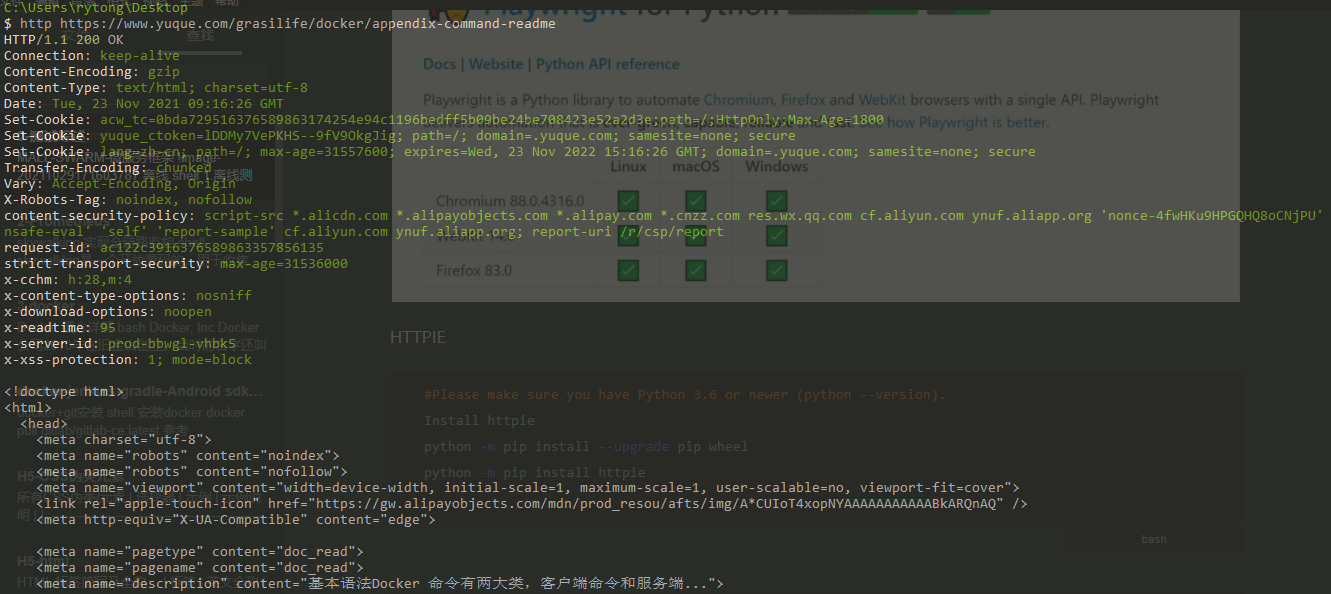 C:\Users\rytong\Desktop
$ http https://www.yuque.com/grasilife/docker/appendix-command-readme
HTTP/1.1 200 OK
Connection: keep-alive
Content-Encoding: gzip
Content-Type: text/html; charset=utf-8
Date: Tue, 23 Nov 2021 09:16:26 GMT
Set-Cookie: acw_tc=0bda729516376589863174254e94c1196bc4fff5b09be24be708423e52a2d3e; path=/;HttpOnly;Max-Age=1800
Set-Cookie: yuque_ctoken=lDDMy7VePKHS--9fV9OkgJig; path=/; domain=.yuque.com; samesite=none; secure
Set-Cookie: lang=zh-cn; path=/; max-age=31557600; expires=Wed, 23 Nov 2022 15:16:26 GMT; domain=.yuque.com; samesite=none; secure
Transfer-Encoding: chunked
Vary: Accept-Encoding, Origin
X-Robots-Tag: noindex, nofollow
content-security-policy: script-src *.alicdn.com *.alipayobjects.com *.alipay.com *.cnzz.com res.wx.qq.com cf.aliyun.com ynuf.aliapp.org 'nonce-4fwHKu9HPGQHQ8oCNjPU'
nsafe-eval' 'self' 'report-sample' cf.aliyun.com ynuf.aliapp.org; report-uri /r/csp/report
request-id: ac122c3916376589863357856135
strict-transport-security: max-age=31536000
x-cchm: h:28,m:4
x-content-type-options: nosniff
x-download-options: noopen
x-readtime: 95
x-server-id: prod-bbwgl-vhbk5
x-xss-protection: 1; mode=block
<!doctype html>
<html>
<head>
<meta charset="utf-8">
<meta name="robots" content="noindex">
<meta name="robots" content="nofollow">
<meta name="viewport" content="width=device-width, initial-scale=1, maximum-scale=1, user-scalable=no, viewport-fit=cover">
<link rel="apple-touch-icon" href="https://gw.alipayobjects.com/mdn/prod_resou/afts/img/A*CUIoT4xopNYAAAAAAAAAAABkARQnAQ" />
<meta http-equiv="X-UA-Compatible" content="edge">
<meta name="pagetype" content="doc_read">
<meta name="pagename" content="doc_read">
<meta name="description" content="基本语法Docker 命令有两大类，客户端命令和服务端...">
Playwright for Python
Docs | Website | Python API reference
Playwright is a Python library to automate Chromium, Firefox and WebKit browsers with a single API. Playwright
how Playwright is better.
Linux macOS Windows
Chromium 88.0.4316.0
Firefox 83.0
HTTPIE
#Please make sure you have Python 3.6 or newer (python --version).
Install httpie
python -m pip install --upgrade pip wheel
python -m pip install httpie
bash
查找